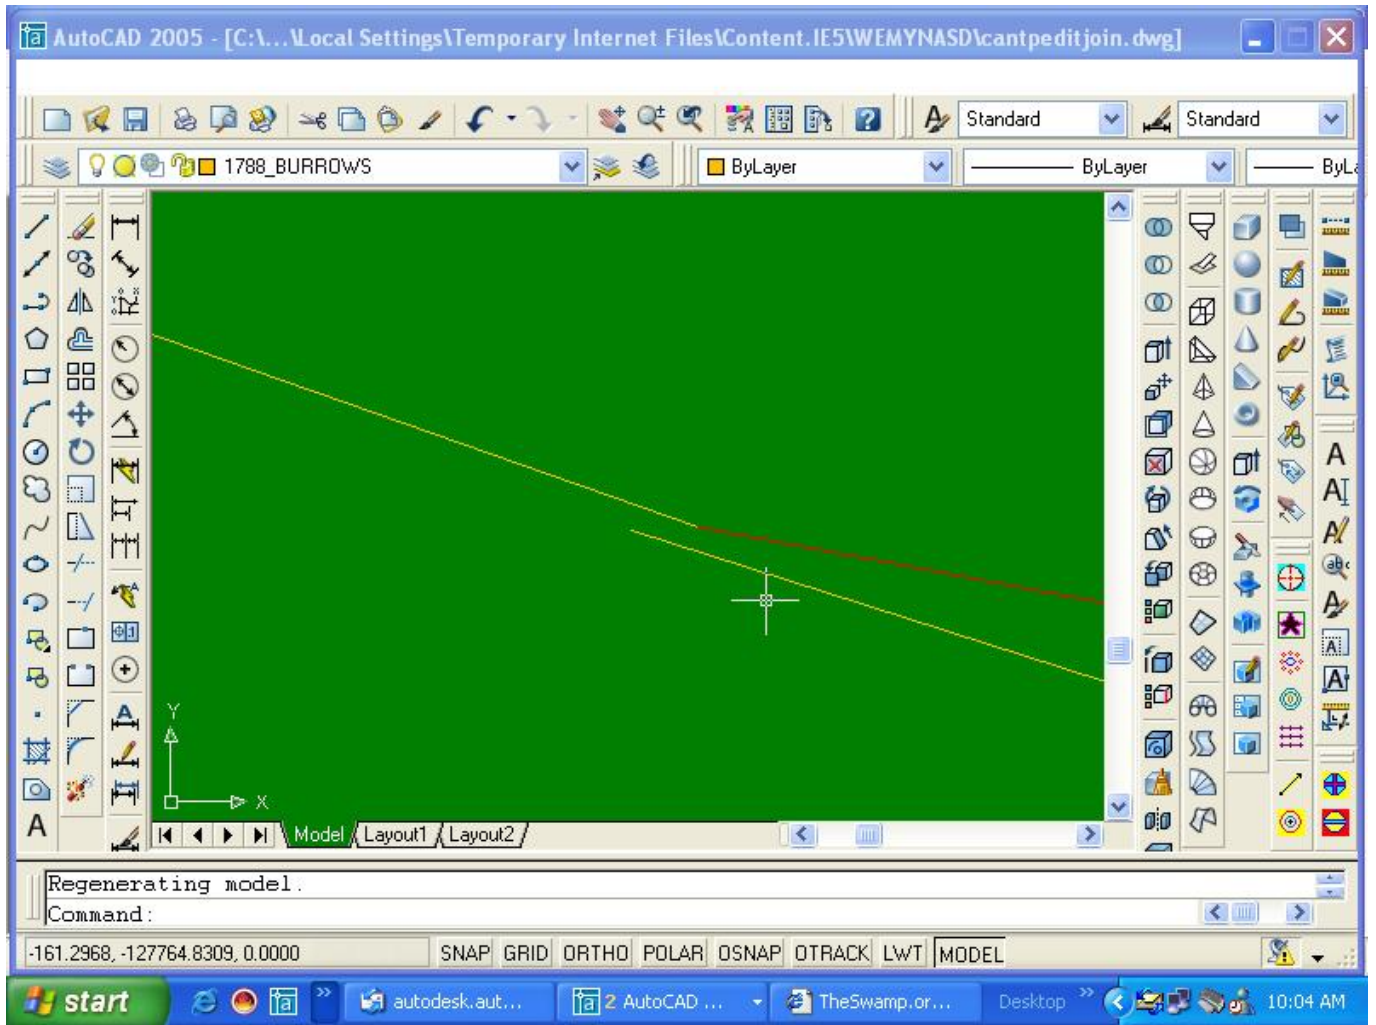 AutoCAD 2005 - [C:\...\Local Settings\Temporary Internet Files\Content.IE5\WEMYNASD\cantpeditjoin.dwg]
Standard Standard
1788_BURROWS ByLayer ByLayer ByLa
Y
X
Model Layout1 Layout2
Regenerating model.
Command:
-161.2968, -127764.8309, 0.0000 SNAP GRID ORTHO POLAR OSNAP OTRACK LWT MODEL
start autodesk.aut... 2 AutoCAD ... TheSwamp.or... Desktop 10:04 AM